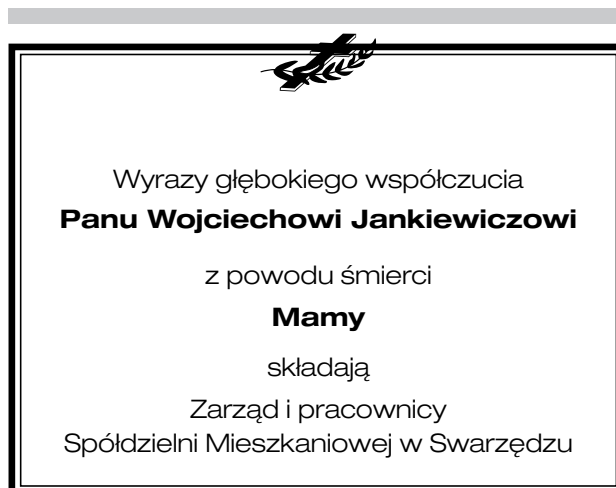 Wyrazy głębokiego współczucia
Panu Wojciechowi Jankiewiczowi
z powodu śmierci
Mamy
składają
Zarząd i pracownicy
Spółdzielni Mieszkaniowej w Swarzędzu